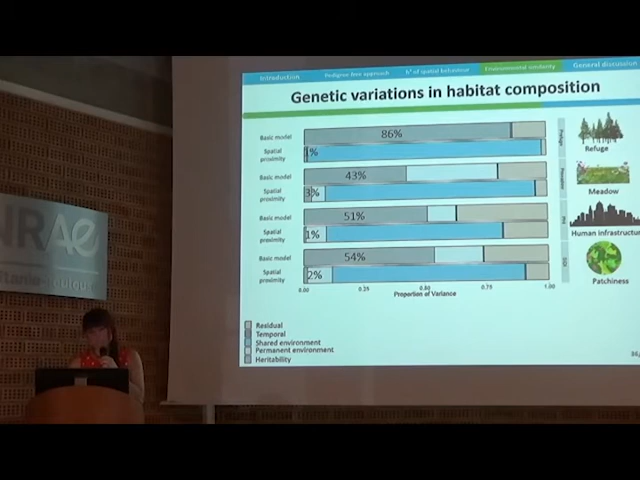 Introduction Pedigree free approach h² of spatial behaviour Environmental similarity General discussion
Genetic variations in habitat composition
Basic model 86%
Spatial proximity 1%
Refuge
Basic model 43%
Spatial proximity 3%
Meadow
Basic model 51%
Spatial proximity 1%
Human infrastructure
Basic model 54%
Spatial proximity 2%
SDI
Patchiness
0.00 0.25 0.50 0.75 1.00
Proportion of Variance
Residual
Temporal
Shared environment
Permanent environment
Heritability
INRAE